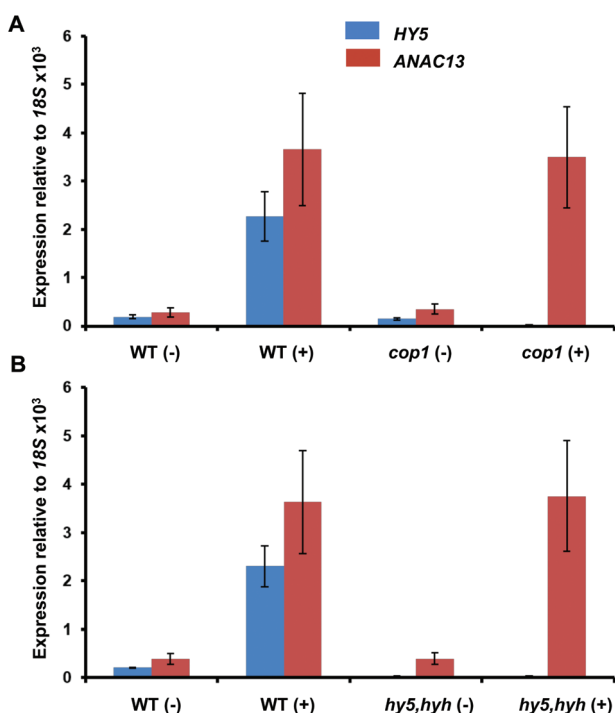 A
HY5
ANAC13
Expression relative to 18S x10³
6
5
4
3
2
1
0
WT (-) WT (+) cop1 (-) cop1 (+)
B
Expression relative to 18S x10³
6
5
4
3
2
1
0
WT (-) WT (+) hy5,hyh (-) hy5,hyh (+)